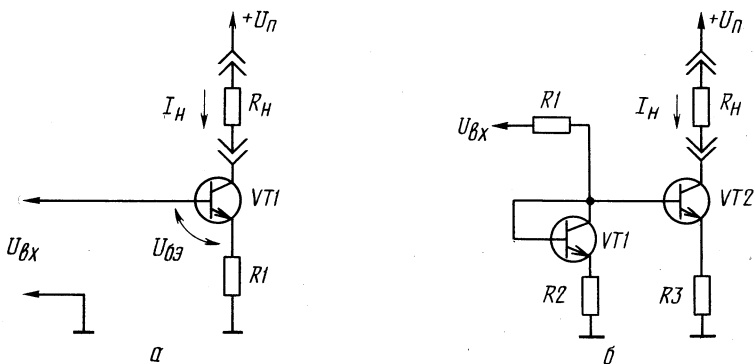 +Uп
Iн
Rн
VT1
Uбэ
Uвх
R1
а
+Uп
R1
Uвх
Iн
Rн
VT2
VT1
R2
R3
б